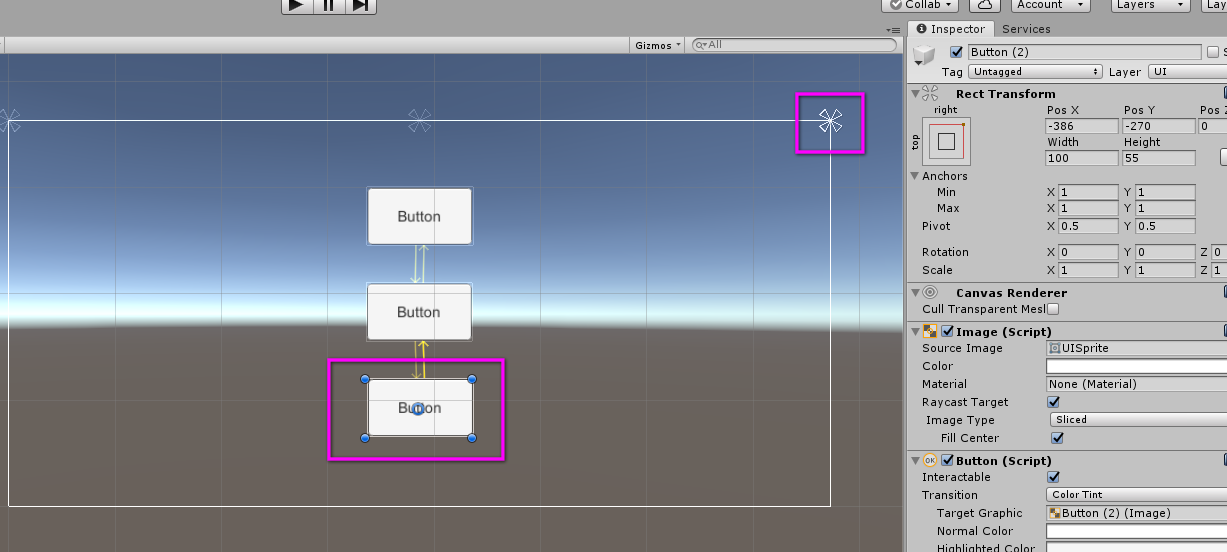 Collab
Account
Layers
Lay
Gizmos
All
Inspector
Services
Button (2)
S
Tag
Untagged
Layer
UI
Rect Transform
right
Pos X
Pos Y
Pos Z
top
-386
-270
0
Width
Height
100
55
Anchors
Min
X
1
Y
1
Max
X
1
Y
1
Pivot
X
0.5
Y
0.5
Rotation
X
0
Y
0
Z
0
Scale
X
1
Y
1
Z
1
Canvas Renderer
Cull Transparent Mesl
Image (Script)
Source Image
UISprite
Color
Material
None (Material)
Raycast Target
Image Type
Sliced
Fill Center
OK
Button (Script)
Interactable
Transition
Color Tint
Target Graphic
Button (2) (Image)
Normal Color
Highlighted Color
Button
Button
Button